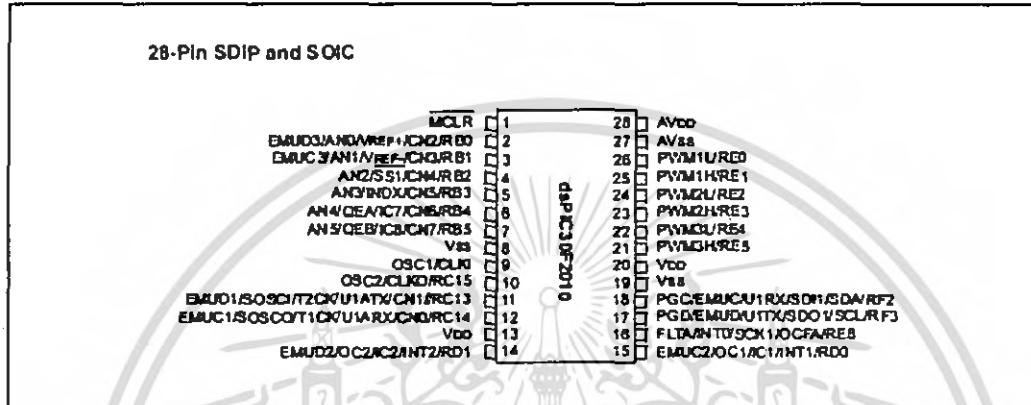 28-Pin SDIP and SOIC
MCLR 1 28 AVDD
EMUD3/AN0/VREF+/CN2/RB0 2 27 AVSS
EMUC3/AN1/VREF-/CN3/RB1 3 26 PWM1L/RE0
AN2/SS1/CN4/RB2 4 25 PWM1H/RE1
AN3/INDX/CN5/RB3 5 24 PWM2L/RE2
AN4/QEA/IC7/CN6/RB4 6 23 PWM2H/RE3
AN5/QEB/IC8/CN7/RB5 7 22 PWM3L/RE4
VSS 8 21 PWM3H/RE5
OSC1/CLKI 9 20 VDD
OSC2/CLKO/RC15 10 19 VSS
EMUD1/SOSCI/T2CK/U1ATX/CN1/RC13 11 18 PGC/EMUC/U1RX/SDI1/SDA/RF2
EMUC1/SOSCO/T1CK/U1ARX/CN0/RC14 12 17 PGD/EMUD/U1TX/SDO1/SCL/RF3
VDD 13 16 FLTA/INT0/SCK1/OCFA/RE8
EMUD2/OC2/IC2/INT2/RD1 14 15 EMUC2/OC1/IC1/INT1/RD0
dsPIC30F2010